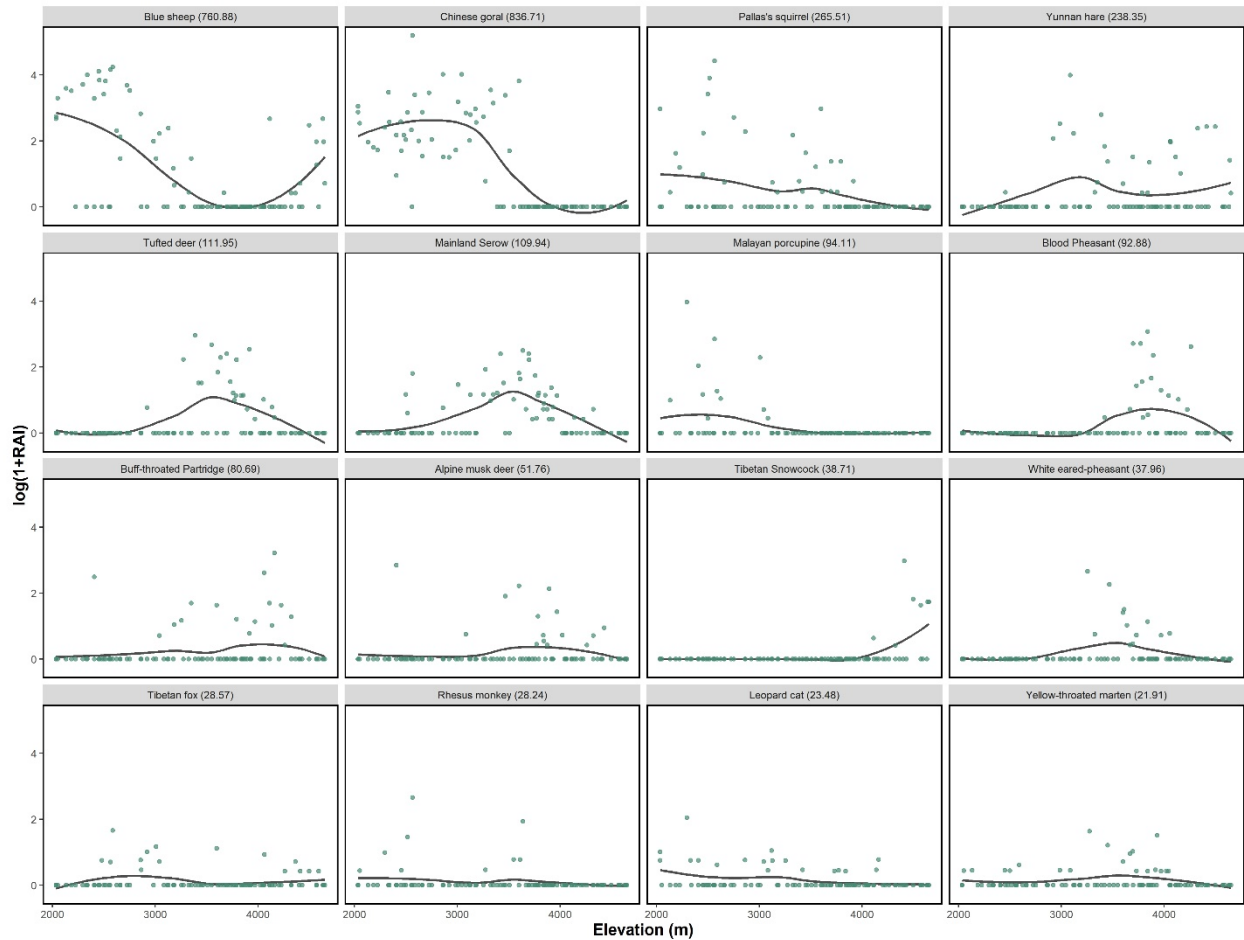 Blue sheep (760.88)
Chinese goral (836.71)
Pallas's squirrel (265.51)
Yunnan hare (238.35)
4
2
0
Tufted deer (111.95)
Mainland Serow (109.94)
Malayan porcupine (94.11)
Blood Pheasant (92.88)
4
2
0
log(1+RAI)
Buff-throated Partridge (80.69)
Alpine musk deer (51.76)
Tibetan Snowcock (38.71)
White eared-pheasant (37.96)
4
2
0
Tibetan fox (28.57)
Rhesus monkey (28.24)
Leopard cat (23.48)
Yellow-throated marten (21.91)
4
2
0
2000 3000 4000
2000 3000 4000
2000 3000 4000
2000 3000 4000
Elevation (m)